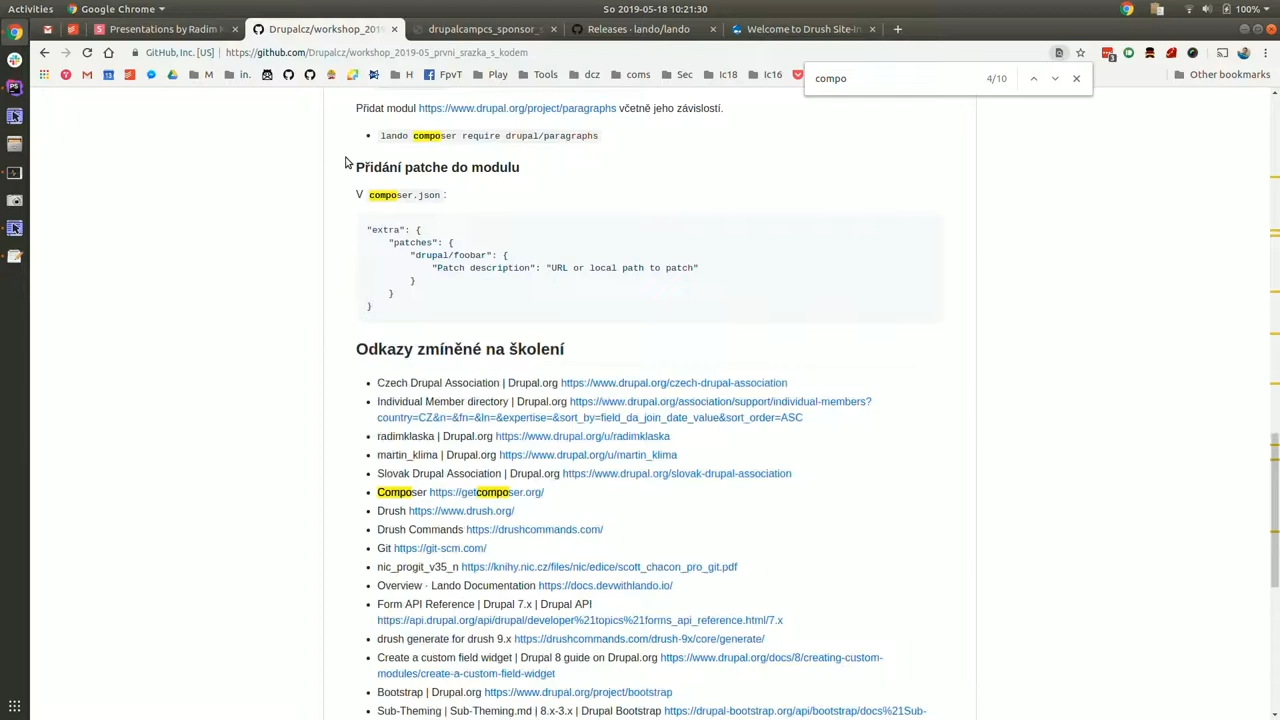 Activities
Google Chrome
So 2019-05-18 10:21:30
100%
Presentations by Radim K
Drupalcz/workshop_2019
drupalcampcs_sponsor_s
Releases · lando/lando
Welcome to Drush Site-In
GitHub, Inc. [US]
https://github.com/Drupalcz/workshop_2019-05_prvni_srazka_s_kodem
M
in.
H
FpvT
Play
Tools
dcz
coms
Sec
Ic18
Ic16
Other bookmarks
compo
4/10
Přidat modul https://www.drupal.org/project/paragraphs včetně jeho závislostí.
lando composer require drupal/paragraphs
Přidání patche do modulu
V composer.json :
"extra": {
"patches": {
"drupal/foobar": {
"Patch description": "URL or local path to patch"
}
}
}
Odkazy zmíněné na školení
Czech Drupal Association | Drupal.org https://www.drupal.org/czech-drupal-association
Individual Member directory | Drupal.org https://www.drupal.org/association/support/individual-members?
country=CZ&n=&fn=&ln=&expertise=&sort_by=field_da_join_date_value&sort_order=ASC
radimklaska | Drupal.org https://www.drupal.org/u/radimklaska
martin_klima | Drupal.org https://www.drupal.org/u/martin_klima
Slovak Drupal Association | Drupal.org https://www.drupal.org/slovak-drupal-association
Composer https://getcomposer.org/
Drush https://www.drush.org/
Drush Commands https://drushcommands.com/
Git https://git-scm.com/
nic_progit_v35_n https://knihy.nic.cz/files/nic/edice/scott_chacon_pro_git.pdf
Overview · Lando Documentation https://docs.devwithlando.io/
Form API Reference | Drupal 7.x | Drupal API
https://api.drupal.org/api/drupal/developer%21topics%21forms_api_reference.html/7.x
drush generate for drush 9.x https://drushcommands.com/drush-9x/core/generate/
Create a custom field widget | Drupal 8 guide on Drupal.org https://www.drupal.org/docs/8/creating-custom-
modules/create-a-custom-field-widget
Bootstrap | Drupal.org https://www.drupal.org/project/bootstrap
Sub-Theming | Sub-Theming.md | 8.x-3.x | Drupal Bootstrap https://drupal-bootstrap.org/api/bootstrap/docs%21Sub-